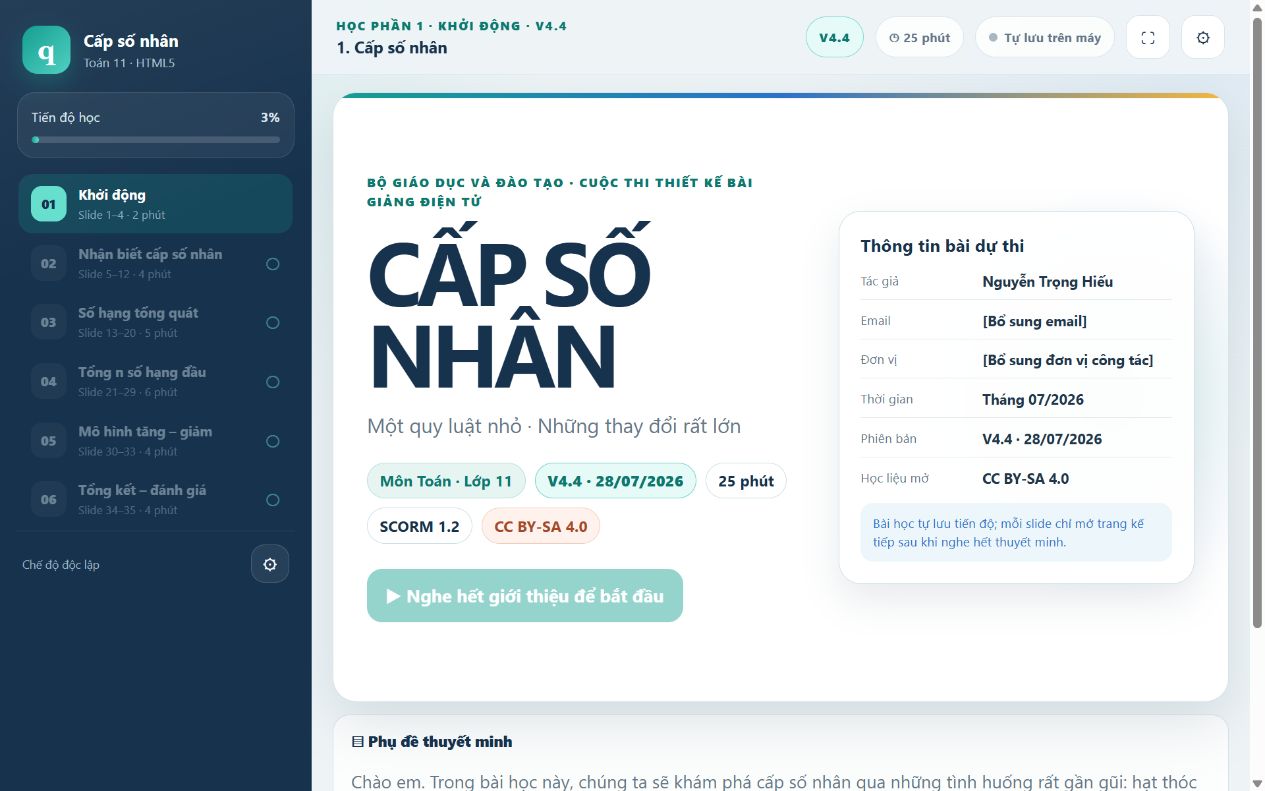 q
Cấp số nhân
Toán 11 · HTML5
Tiến độ học 3%
01 Khởi động
Slide 1–4 · 2 phút
02 Nhận biết cấp số nhân
Slide 5–12 · 4 phút
03 Số hạng tổng quát
Slide 13–20 · 5 phút
04 Tổng n số hạng đầu
Slide 21–29 · 6 phút
05 Mô hình tăng – giảm
Slide 30–33 · 4 phút
06 Tổng kết – đánh giá
Slide 34–35 · 4 phút
Chế độ độc lập
HỌC PHẦN 1 · KHỞI ĐỘNG · V4.4
1. Cấp số nhân
V4.4
25 phút
Tự lưu trên máy
BỘ GIÁO DỤC VÀ ĐÀO TẠO · CUỘC THI THIẾT KẾ BÀI
GIẢNG ĐIỆN TỬ
CẤP SỐ
NHÂN
Một quy luật nhỏ · Những thay đổi rất lớn
Môn Toán · Lớp 11 V4.4 · 28/07/2026 25 phút
SCORM 1.2 CC BY-SA 4.0
▶ Nghe hết giới thiệu để bắt đầu
Thông tin bài dự thi
Tác giả Nguyễn Trọng Hiếu
Email [Bổ sung email]
Đơn vị [Bổ sung đơn vị công tác]
Thời gian Tháng 07/2026
Phiên bản V4.4 · 28/07/2026
Học liệu mở CC BY-SA 4.0
Bài học tự lưu tiến độ; mỗi slide chỉ mở trang kế
tiếp sau khi nghe hết thuyết minh.
Phụ đề thuyết minh
Chào em. Trong bài học này, chúng ta sẽ khám phá cấp số nhân qua những tình huống rất gần gũi: hạt thóc